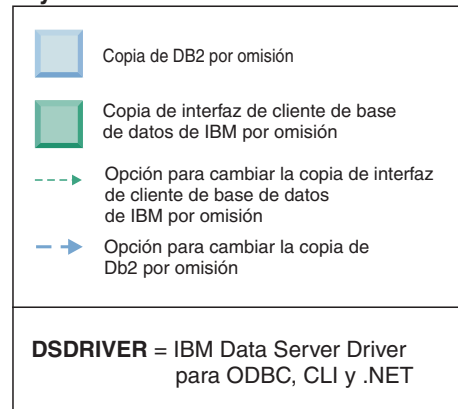 Copia de DB2 por omisión
Copia de interfaz de cliente de base
de datos de IBM por omisión
Opción para cambiar la copia de interfaz
de cliente de base de datos
de IBM por omisión
Opción para cambiar la copia de
Db2 por omisión
DSDRIVER = IBM Data Server Driver
para ODBC, CLI y .NET